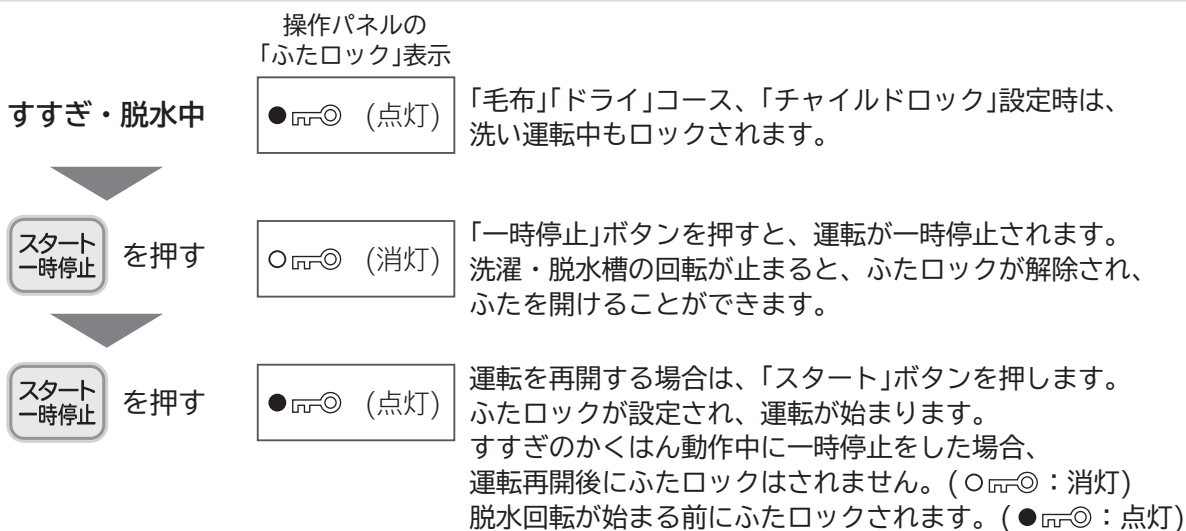 操作パネルの
「ふたロック」表示
すすぎ・脱水中
(点灯)
「毛布」「ドライ」コース、「チャイルドロック」設定時は、
洗い運転中もロックされます。
スタート
一時停止
を押す
(消灯)
「一時停止」ボタンを押すと、運転が一時停止されます。
洗濯・脱水槽の回転が止まると、ふたロックが解除され、
ふたを開けることができます。
スタート
一時停止
を押す
(点灯)
運転を再開する場合は、「スタート」ボタンを押します。
ふたロックが設定され、運転が始まります。
すすぎのかくはん動作中に一時停止をした場合、
運転再開後にふたロックはされません。(：消灯)
脱水回転が始まる前にふたロックされます。(：点灯)